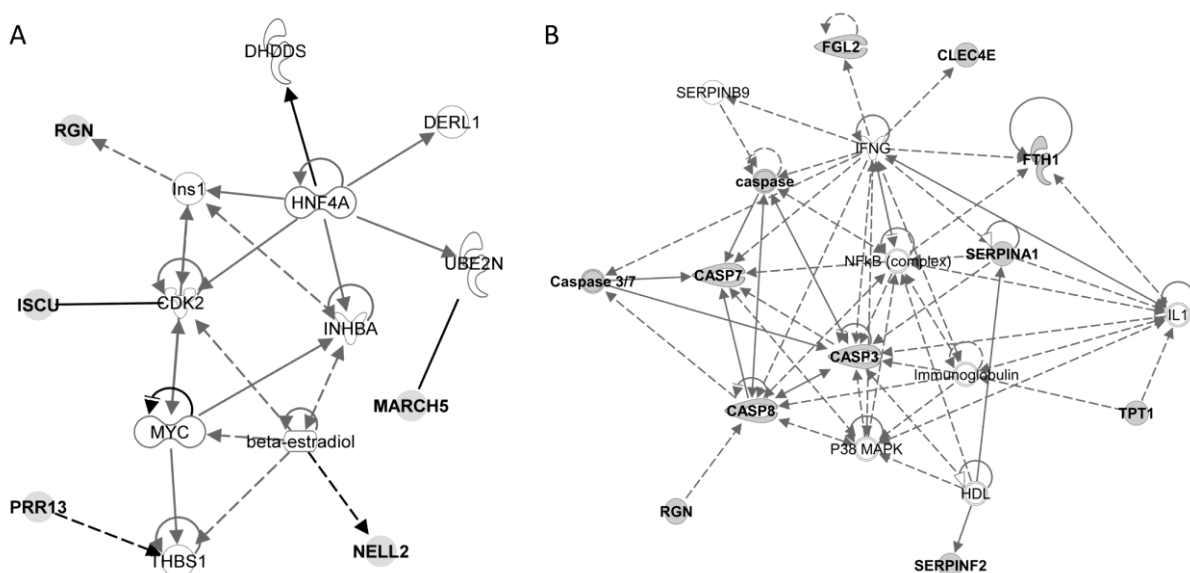 A
B
DHDDS
FGL2
CLEC4E
SERPINB9
RGN
DERL1
IFNG
FTH1
caspase
Ins1
HNF4A
UBE2N
NFkB (complex)
SERPINA1
CASP7
Caspase 3/7
ISCU
CDK2
INHBA
IL1
CASP3
Immunoglobulin
MARCH5
CASP8
TPT1
MYC
beta-estradiol
P38 MAPK
HDL
PRR13
RGN
THBS1
NELL2
SERPINF2